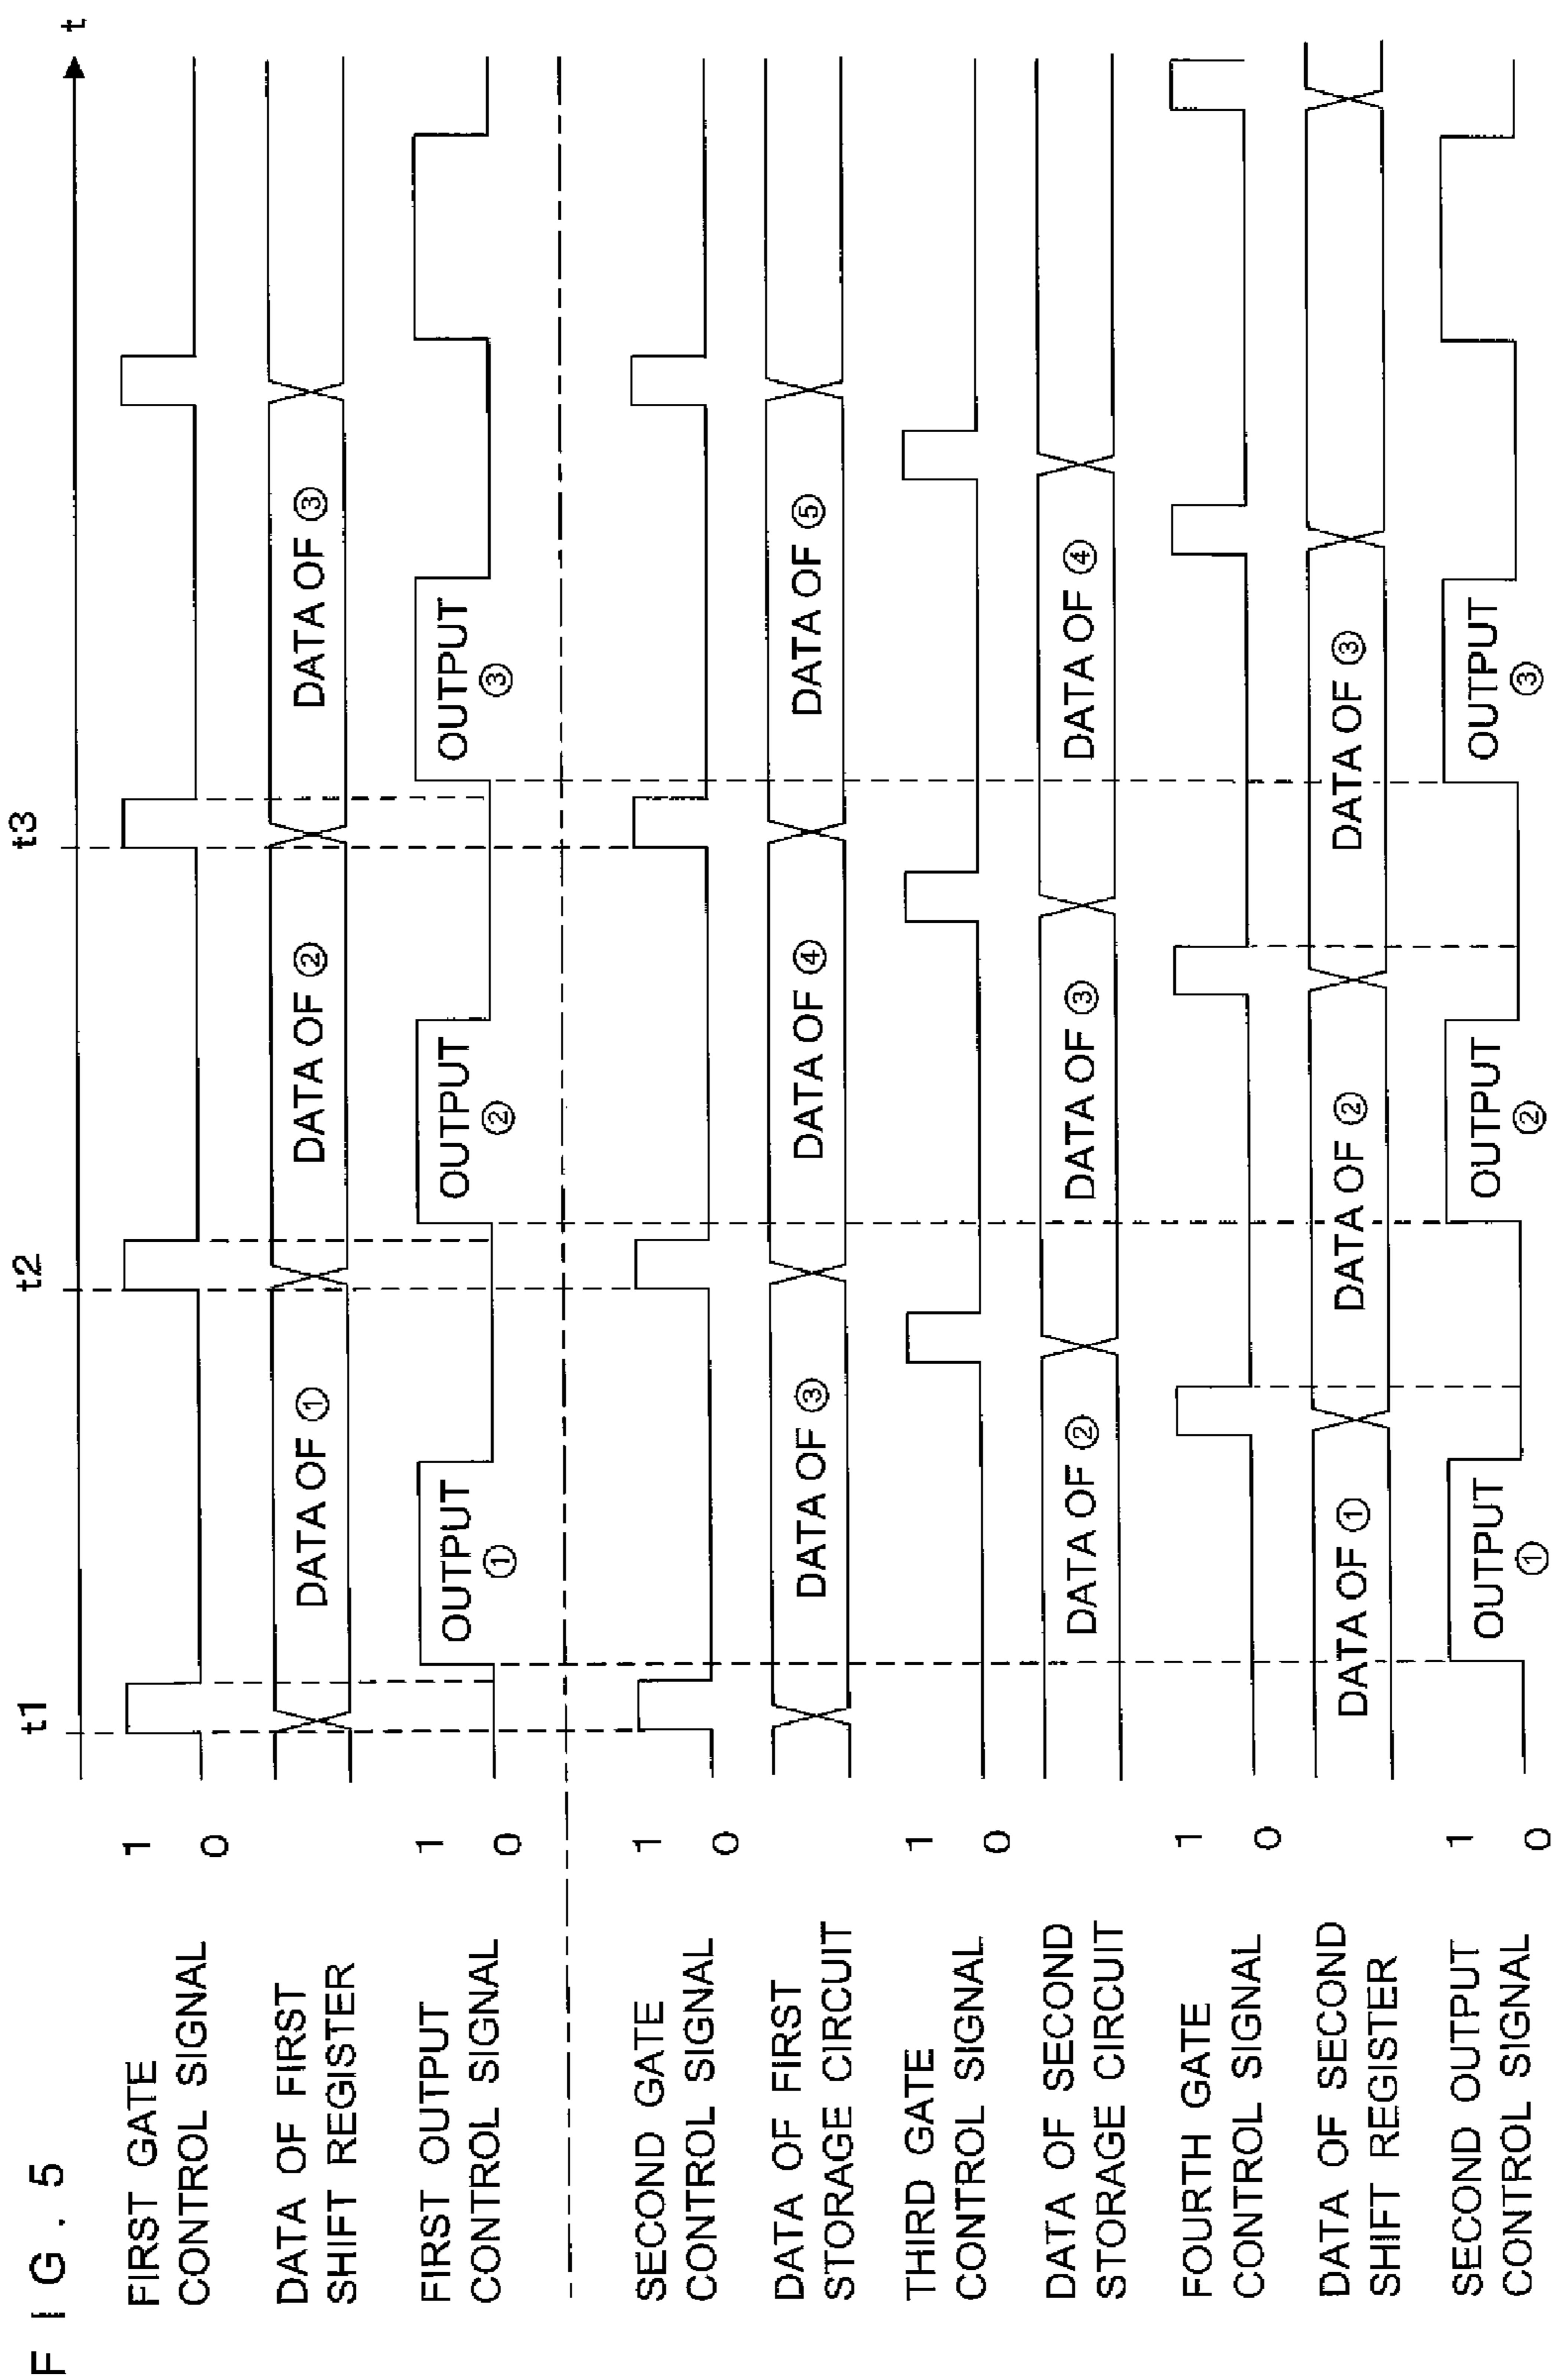 FIG. 5
t1 t2 t3 t
FIRST GATE
CONTROL SIGNAL
1
0
DATA OF FIRST
SHIFT REGISTER
DATA OF ① DATA OF ② DATA OF ③
FIRST OUTPUT
CONTROL SIGNAL
1
0
OUTPUT OUTPUT OUTPUT
① ② ③
SECOND GATE
CONTROL SIGNAL
1
0
DATA OF FIRST
STORAGE CIRCUIT
DATA OF ③ DATA OF ④ DATA OF ⑤
THIRD GATE
CONTROL SIGNAL
1
0
DATA OF SECOND
STORAGE CIRCUIT
DATA OF ② DATA OF ③ DATA OF ④
FOURTH GATE
CONTROL SIGNAL
1
0
DATA OF SECOND
SHIFT REGISTER
DATA OF ① DATA OF ② DATA OF ③
SECOND OUTPUT
CONTROL SIGNAL
1
0
OUTPUT OUTPUT OUTPUT
① ② ③